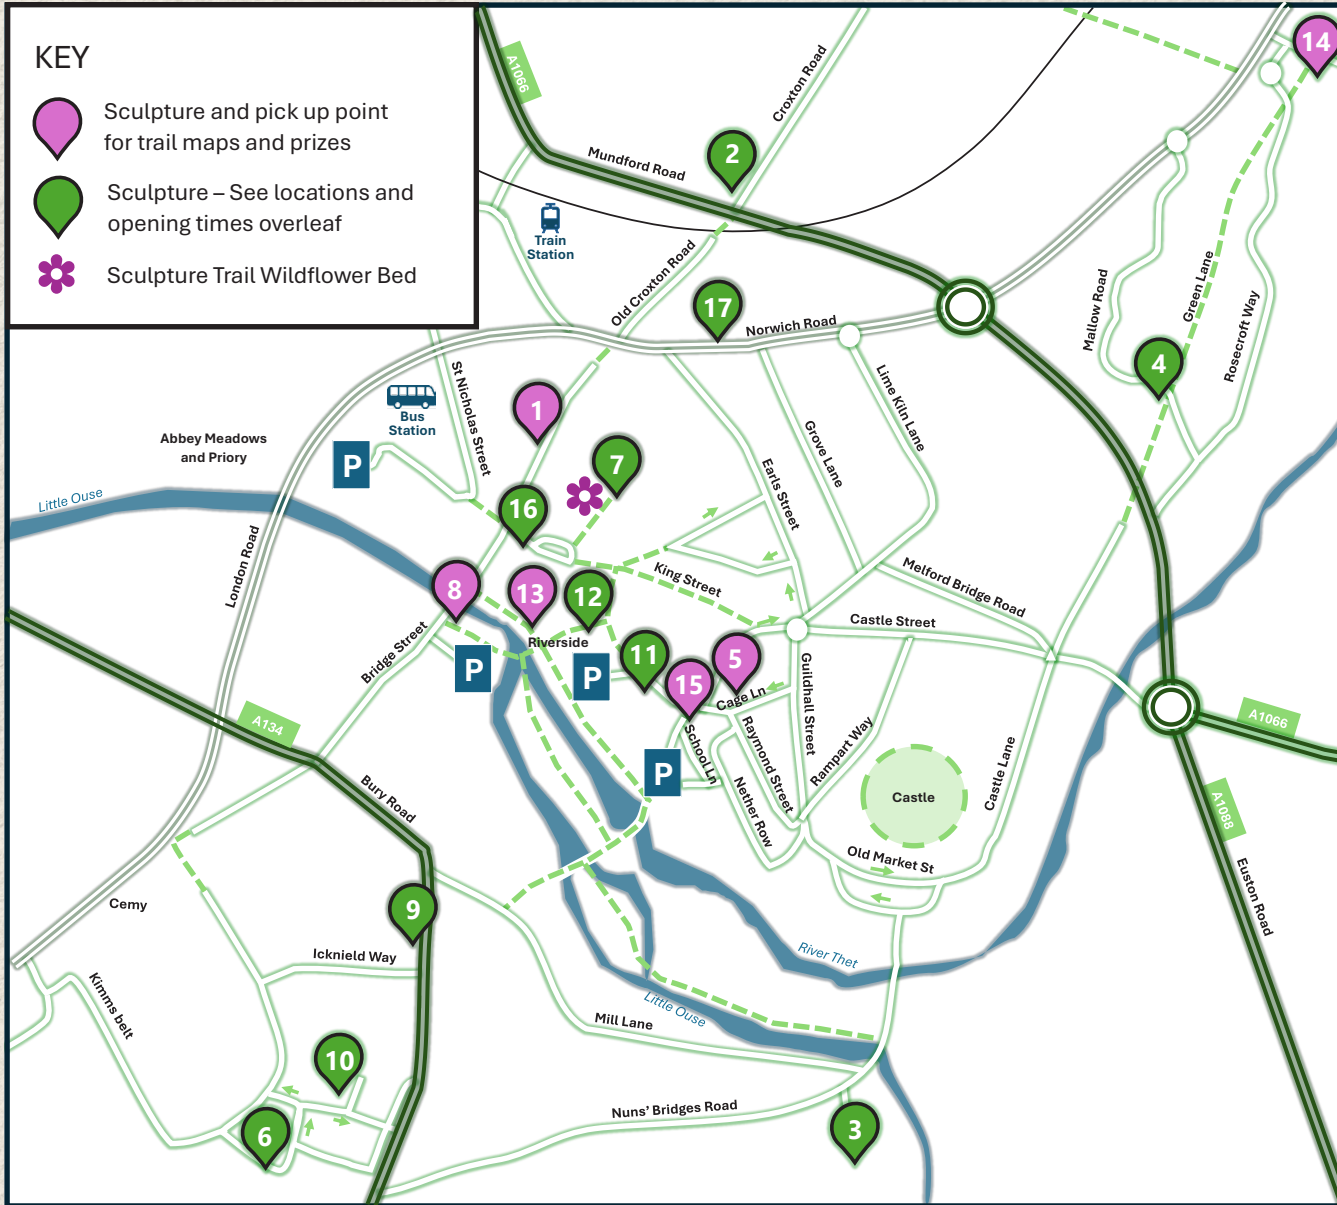 KEY
Sculpture and pick up point
for trail maps and prizes
Sculpture – See locations and
opening times overleaf
Sculpture Trail Wildflower Bed
A1066
Croxton Road
14
2
Mundford Road
Train
Station
Old Croxton Road
17
Norwich Road
Mallow Road
Green Lane
Rosecroft Way
4
St Nicholas Street
Bus
Station
1
Lime Kiln Lane
Grove Lane
Abbey Meadows
and Priory
P
7
Earls Street
Little Ouse
16
London Road
King Street
Melford Bridge Road
8
13
12
Castle Street
Bridge Street
Riverside
11
5
P
P
15
Cage Ln
Guildhall Street
A134
A1066
School Ln
Raymond Street
Rampart Way
P
Castle
Castle Lane
Bury Road
Nether Row
A1088
Old Market St
Euston Road
9
Cemy
River Thet
Icknield Way
Kimms belt
Little Ouse
Mill Lane
10
Nuns' Bridges Road
6
3